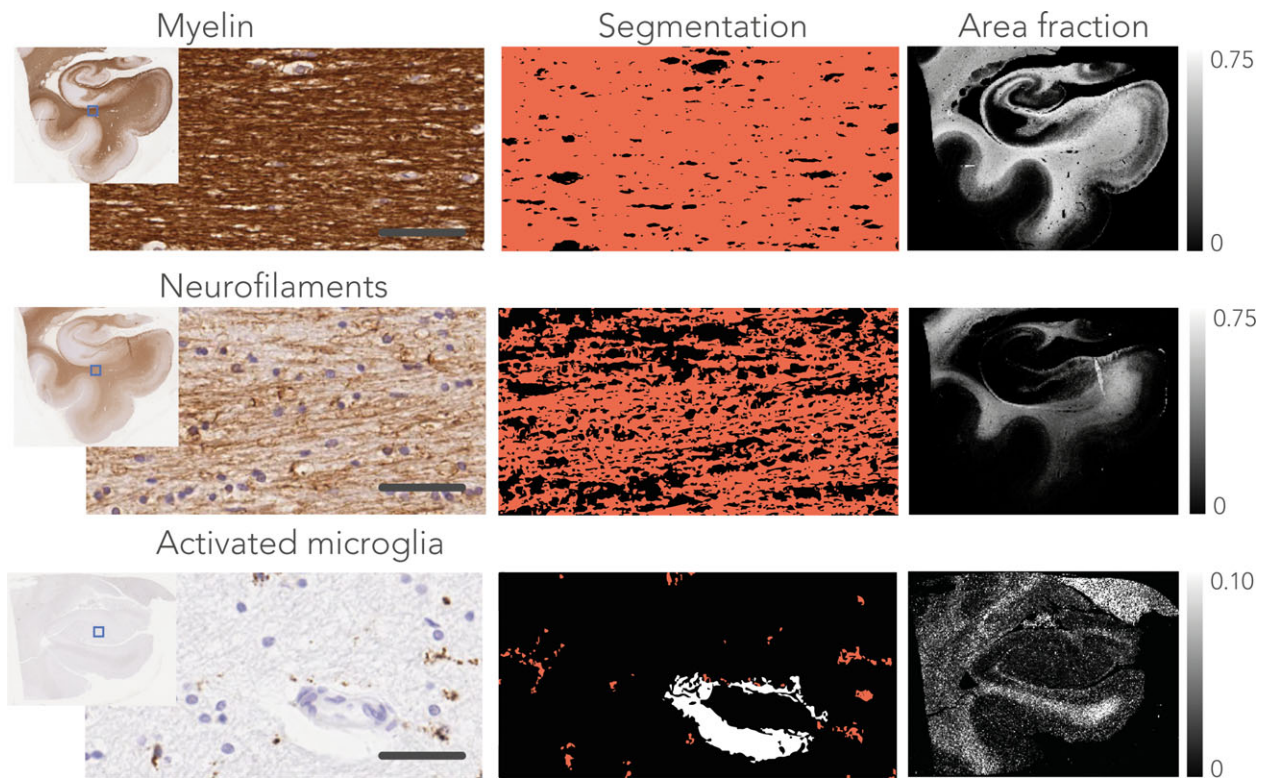 Myelin
Segmentation
Area fraction
0.75
0
Neurofilaments
0.75
0
Activated microglia
0.10
0